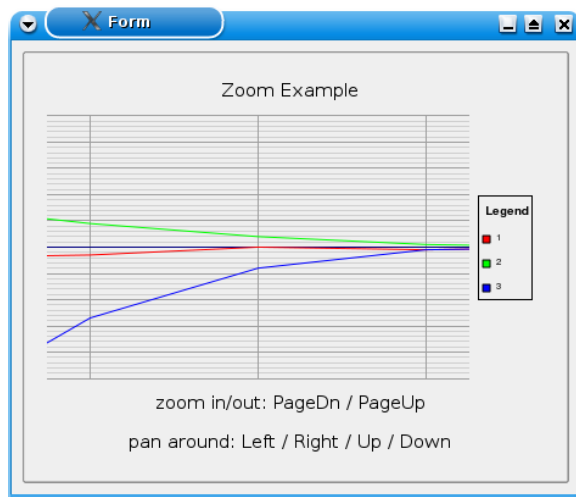 Form
Zoom Example
Legend
1
2
3
zoom in/out: PageDn / PageUp
pan around: Left / Right / Up / Down